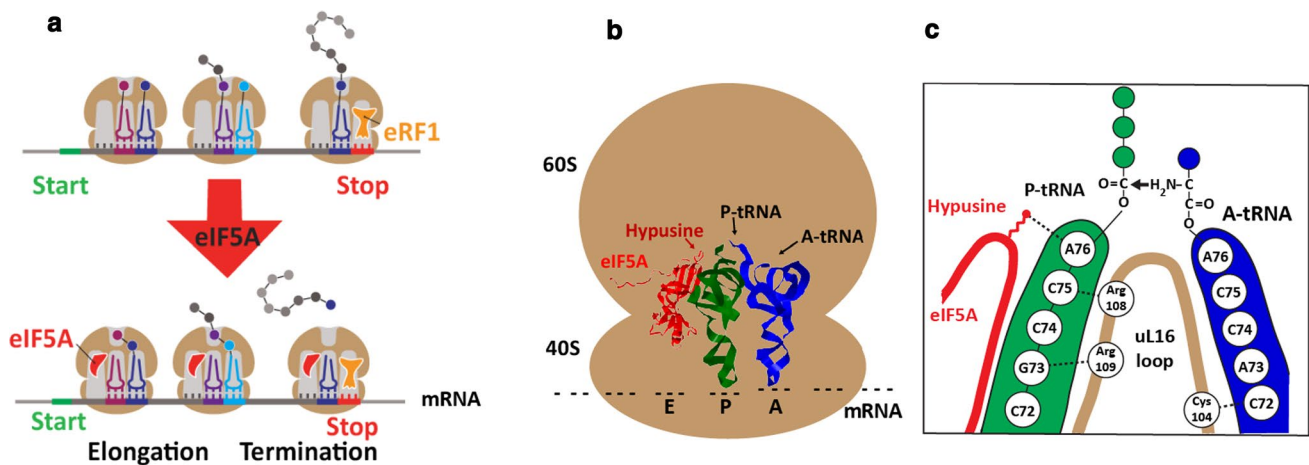 a
eRF1
Start
Stop
eIF5A
eIF5A
mRNA
Start
Stop
Elongation
Termination
b
60S
P-tRNA
Hypusine
A-tRNA
eIF5A
40S
E
P
A
mRNA
c
O=C
H₂N-C
P-tRNA
O
C=O
A-tRNA
Hypusine
O
A76
A76
C75
Arg
108
C75
eIF5A
C74
uL16
loop
C74
G73
Arg
109
A73
C72
Cys
104
C72